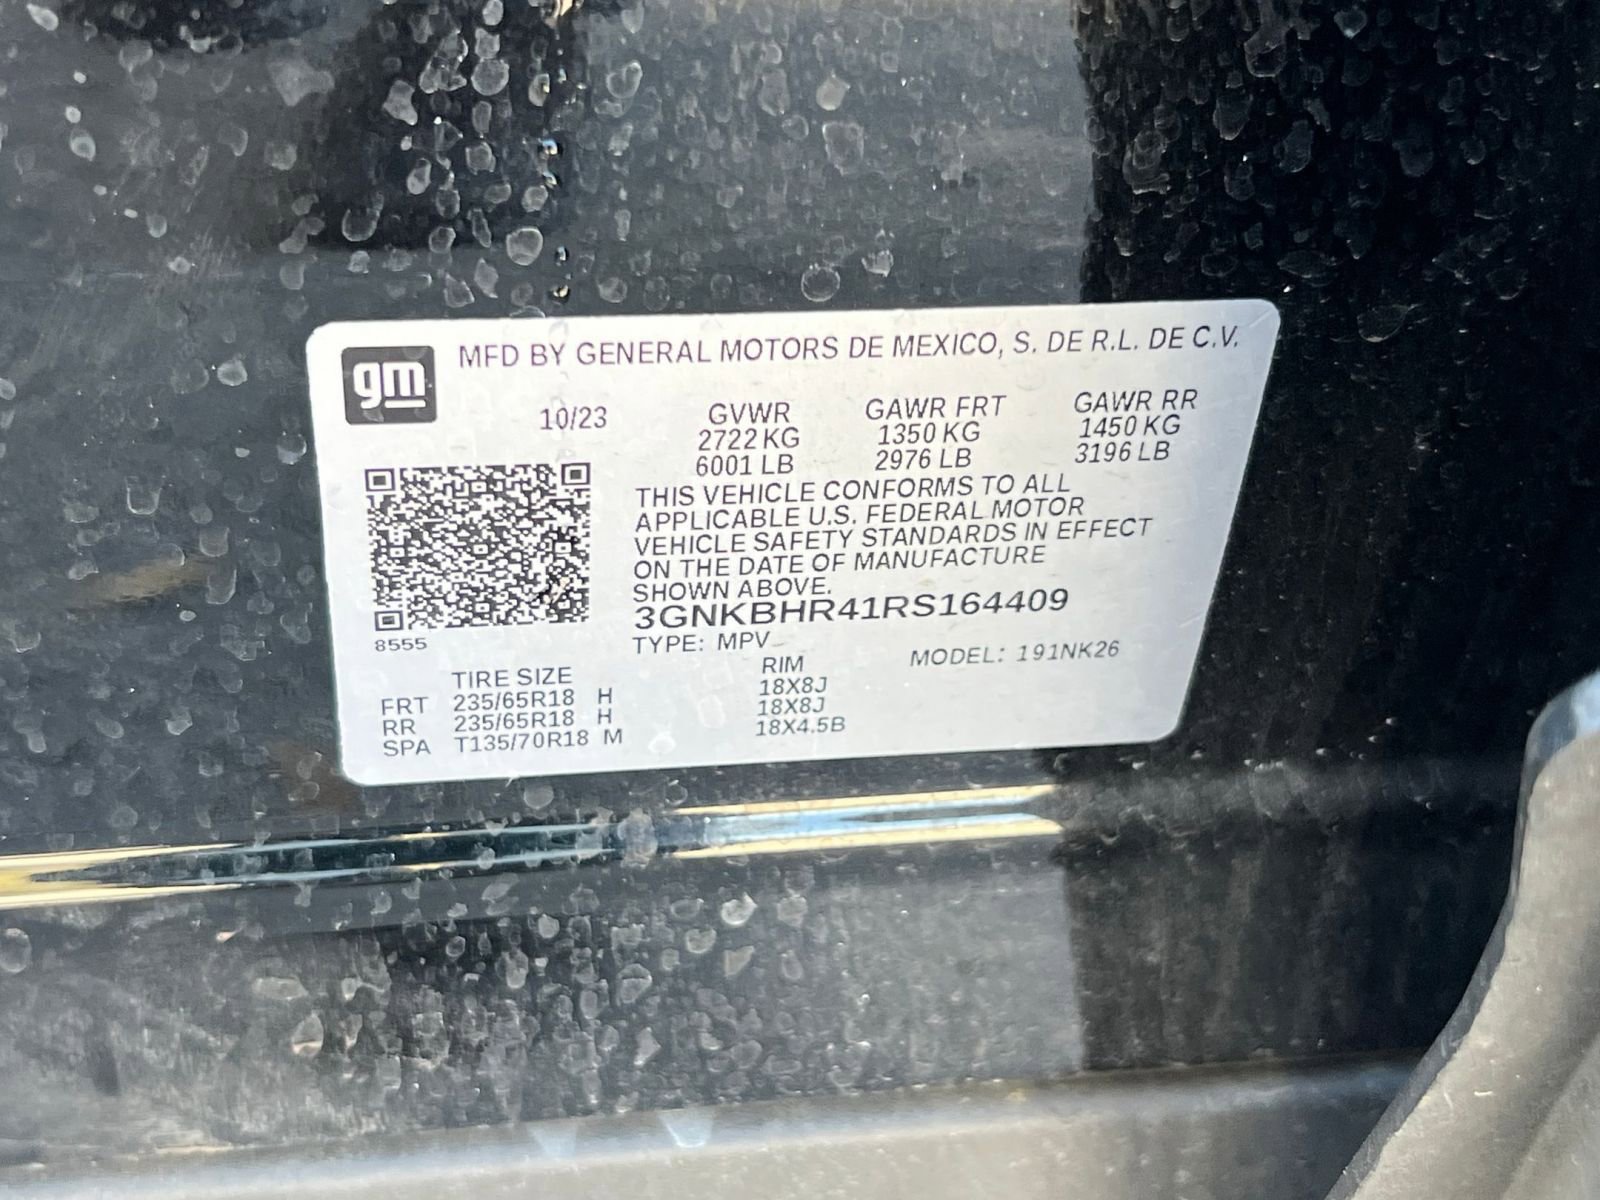 gm
MFD BY GENERAL MOTORS DE MEXICO, S. DE R.L. DE C.V.
10/23 GVWR GAWR FRT GAWR RR
2722 KG 1350 KG 1450 KG
6001 LB 2976 LB 3196 LB
THIS VEHICLE CONFORMS TO ALL
APPLICABLE U.S. FEDERAL MOTOR
VEHICLE SAFETY STANDARDS IN EFFECT
ON THE DATE OF MANUFACTURE
SHOWN ABOVE.
3GNKBHR41RS164409
8555
TYPE: MPV MODEL: 191NK26
TIRE SIZE RIM
FRT 235/65R18 H 18X8J
RR 235/65R18 H 18X8J
SPA T135/70R18 M 18X4.5B